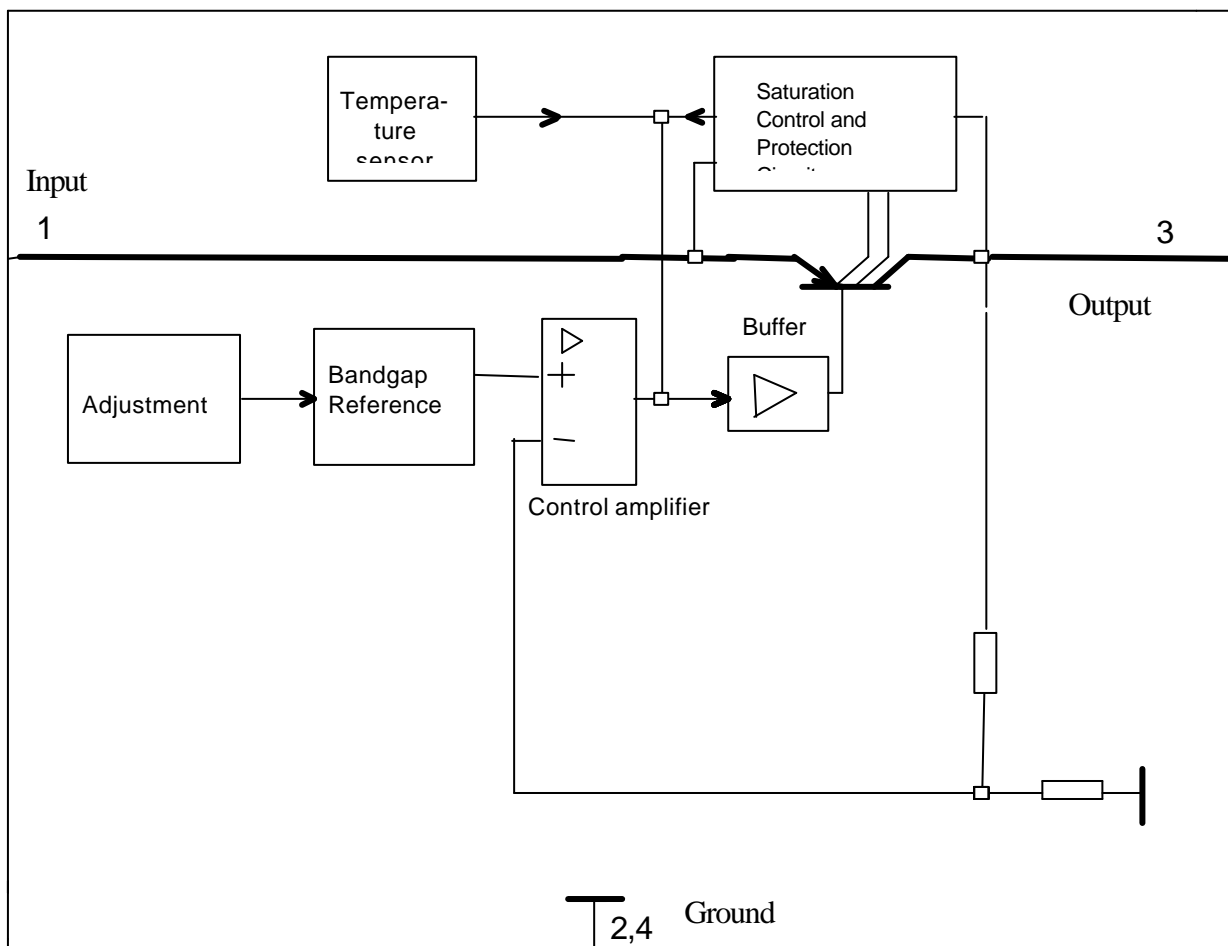 Tempera-
ture
sensor
Saturation
Control and
Protection
Input
1
3
Output
Buffer
Adjustment
Bandgap
Reference
+
−
Control amplifier
2,4
Ground